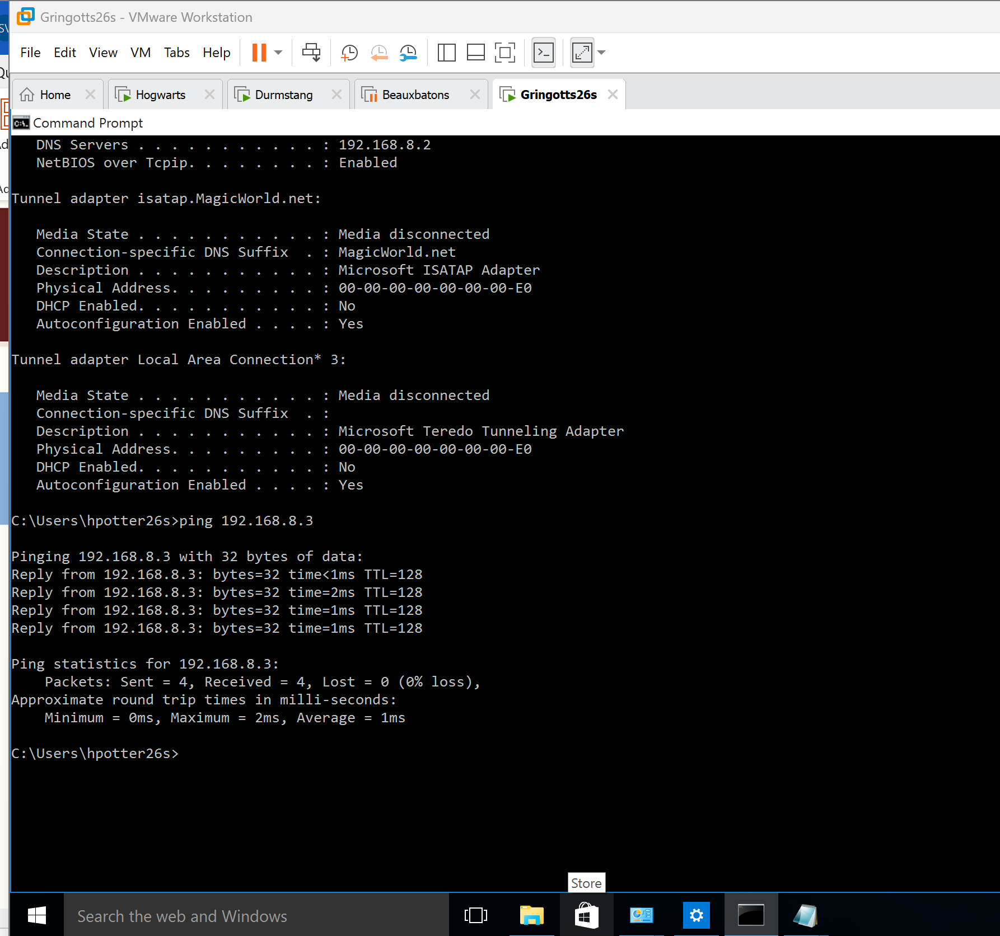 Gringotts26s - VMware Workstation
File Edit View VM Tabs Help
Home Hogwarts Durmstang Beauxbatons Gringotts26s
Command Prompt
DNS Servers . . . . . . . . . . . : 192.168.8.2
NetBIOS over Tcpip. . . . . . . . : Enabled
Tunnel adapter isatap.MagicWorld.net:
Media State . . . . . . . . . . . : Media disconnected
Connection-specific DNS Suffix  . : MagicWorld.net
Description . . . . . . . . . . . : Microsoft ISATAP Adapter
Physical Address. . . . . . . . . : 00-00-00-00-00-00-00-E0
DHCP Enabled. . . . . . . . . . . : No
Autoconfiguration Enabled . . . . : Yes
Tunnel adapter Local Area Connection* 3:
Media State . . . . . . . . . . . : Media disconnected
Connection-specific DNS Suffix  . :
Description . . . . . . . . . . . : Microsoft Teredo Tunneling Adapter
Physical Address. . . . . . . . . : 00-00-00-00-00-00-00-E0
DHCP Enabled. . . . . . . . . . . : No
Autoconfiguration Enabled . . . . : Yes
C:\Users\hpotter26s>ping 192.168.8.3
Pinging 192.168.8.3 with 32 bytes of data:
Reply from 192.168.8.3: bytes=32 time<1ms TTL=128
Reply from 192.168.8.3: bytes=32 time=2ms TTL=128
Reply from 192.168.8.3: bytes=32 time=1ms TTL=128
Reply from 192.168.8.3: bytes=32 time=1ms TTL=128
Ping statistics for 192.168.8.3:
Packets: Sent = 4, Received = 4, Lost = 0 (0% loss),
Approximate round trip times in milli-seconds:
Minimum = 0ms, Maximum = 2ms, Average = 1ms
C:\Users\hpotter26s>
Store
Search the web and Windows